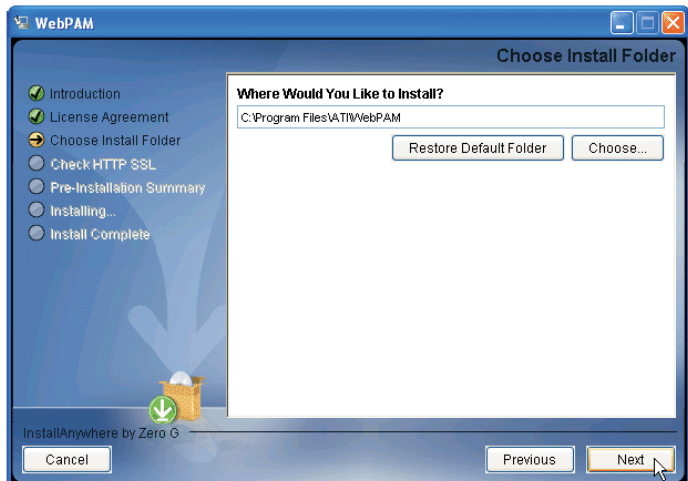 WebPAM
Choose Install Folder
Introduction
License Agreement
Choose Install Folder
Check HTTP SSL
Pre-Installation Summary
Installing...
Install Complete
Where Would You Like to Install?
C:\Program Files\ATI\WebPAM
Restore Default Folder
Choose...
InstallAnywhere by Zero G
Cancel
Previous
Next